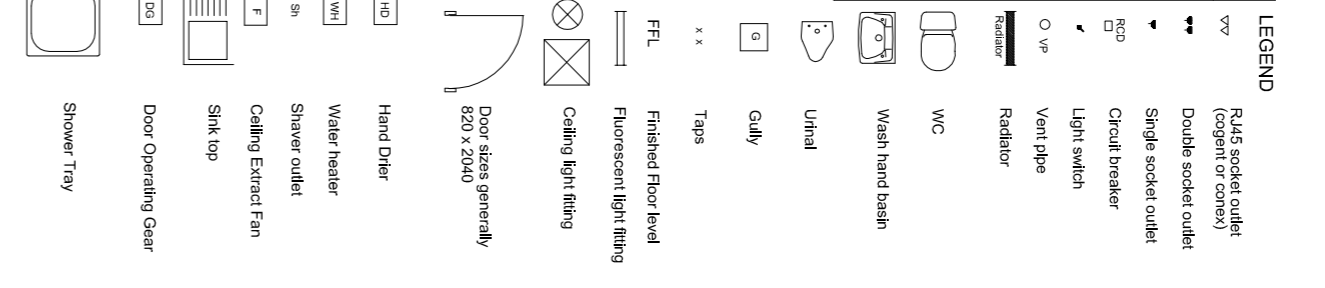 LEGEND
RJ45 socket outlet
(cogent or conex)
Double socket outlet
Single socket outlet
RCD
Circuit breaker
Light switch
VP
Vent pipe
Radiator
Radiator
WC
Wash hand basin
Urinal
G
Gully
x x
Taps
FFL
Finished Floor level
Fluorescent light fitting
Ceiling light fitting
Door sizes generally
820 x 2040
HD
Hand Drier
WH
Water heater
Sh
Shaver outlet
F
Ceiling Extract Fan
Sink top
DG
Door Operating Gear
Shower Tray